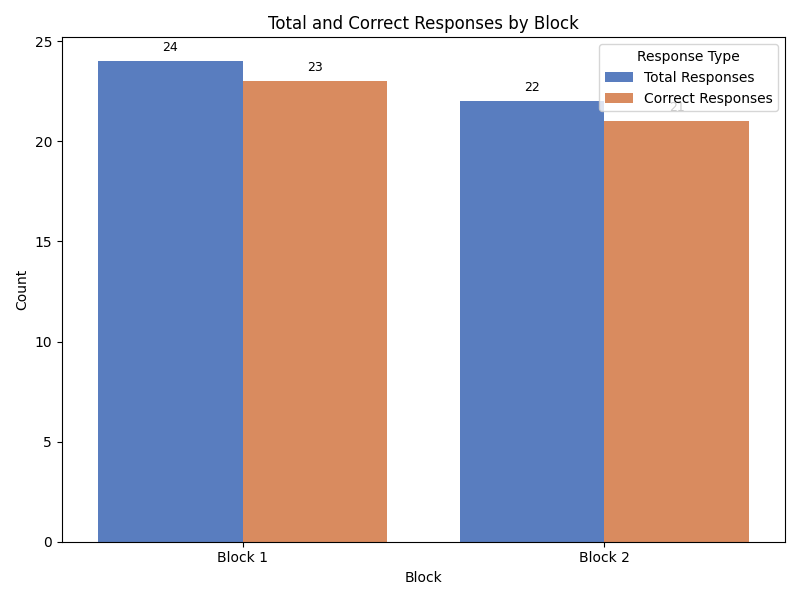 Total and Correct Responses by Block
25
20
15
10
5
0
Count
24
23
22
21
Response Type
Total Responses
Correct Responses
Block 1
Block 2
Block